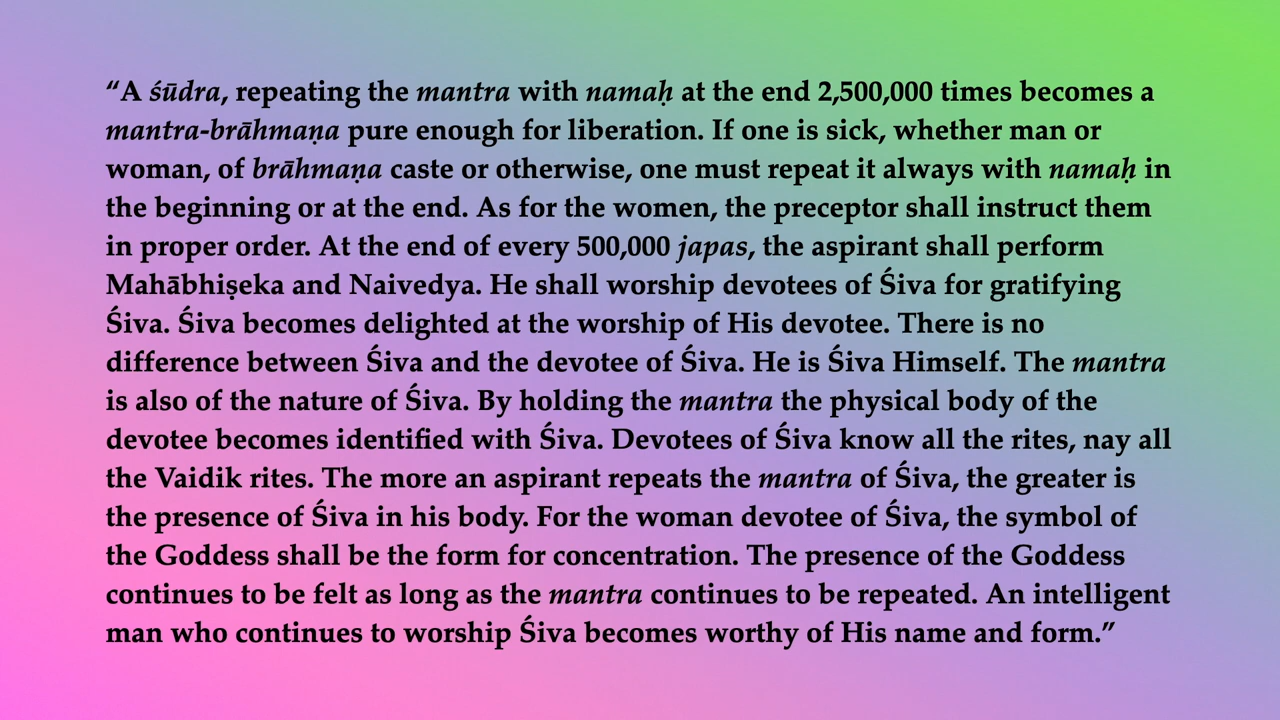 “A śūdra, repeating the mantra with namaḥ at the end 2,500,000 times becomes a
mantra-brāhmaṇa pure enough for liberation. If one is sick, whether man or
woman, of brāhmaṇa caste or otherwise, one must repeat it always with namaḥ in
the beginning or at the end. As for the women, the preceptor shall instruct them
in proper order. At the end of every 500,000 japas, the aspirant shall perform
Mahābhiṣeka and Naivedya. He shall worship devotees of Śiva for gratifying
Śiva. Śiva becomes delighted at the worship of His devotee. There is no
difference between Śiva and the devotee of Śiva. He is Śiva Himself. The mantra
is also of the nature of Śiva. By holding the mantra the physical body of the
devotee becomes identified with Śiva. Devotees of Śiva know all the rites, nay all
the Vaidik rites. The more an aspirant repeats the mantra of Śiva, the greater is
the presence of Śiva in his body. For the woman devotee of Śiva, the symbol of
the Goddess shall be the form for concentration. The presence of the Goddess
continues to be felt as long as the mantra continues to be repeated. An intelligent
man who continues to worship Śiva becomes worthy of His name and form.”